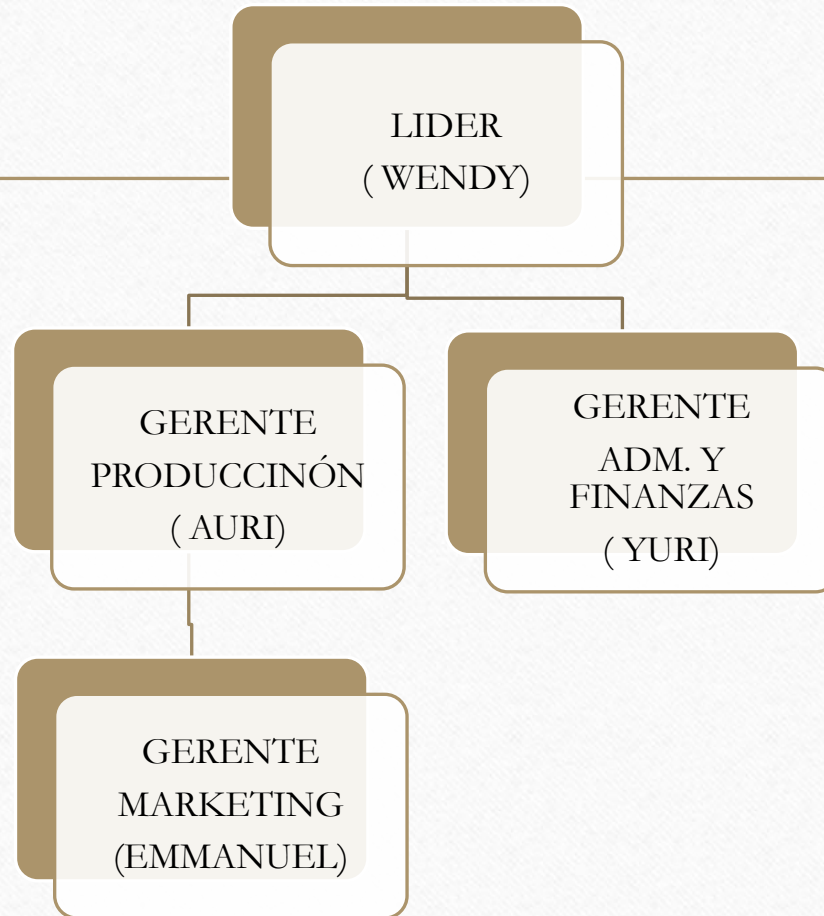 LIDER
( WENDY)
GERENTE
PRODUCCINÓN
( AURI)
GERENTE
ADM. Y
FINANZAS
( YURI)
GERENTE
MARKETING
(EMMANUEL)